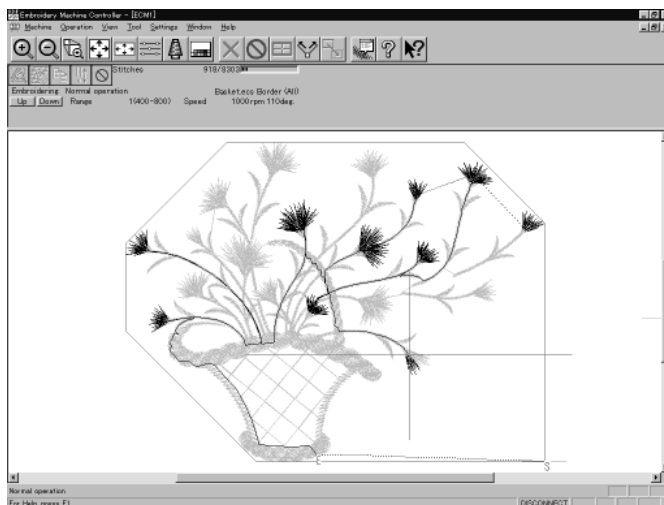 Embroidery Machine Controller - [ECM1]
Machine Operation View Tool Settings Window Help
Stitches 918/8303
Embroidering Normal operation Basket.eco Border (All)
Up Down Range 1(400-800) Speed 1000rpm 110deg.
E
S
Normal operation
For Help, press F1 DISCONNECT